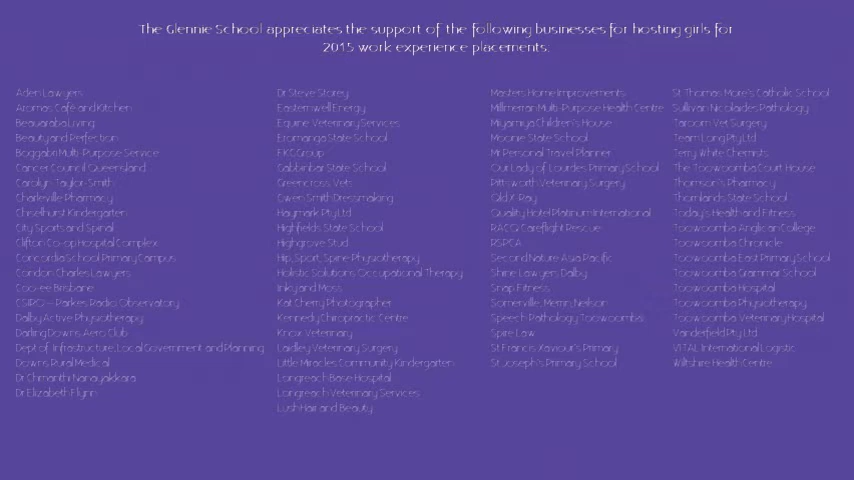 The Glennie School appreciates the support of the following businesses for hosting girls for
2015 work experience placements.
Aden Lawyers
Aromas Café and Kitchen
Beauaraba Living
Beauty and Perfection
Boggabri Multi-Purpose Service
Cancer Council Queensland
Carolyn Taylor-Smith
Charleville Pharmacy
Chiselhurst Kindergarten
City Sports and Spinal
Clifton Co-op Hospital Complex
Concordia School Primary Campus
Condon Charles Lawyers
Coo-ee Brisbane
CSIRO – Parkes Radio Observatory
Dalby Active Physiotherapy
Darling Downs Aero Club
Dept of Infrastructure, Local Government and Planning
Downs Rural Medical
Dr Chmanthi Nanayakkara
Dr Elizabeth Flynn
Dr Steve Storey
Easternwell Energy
Equine Veterinary Services
Eromanga State School
FKG Group
Gabbinbar State School
Greencross Vets
Gwen Smith Dressmaking
Haymark Pty Ltd
Highfields State School
Highgrove Stud
Hip, Sport, Spine Physiotherapy
Holistic Solutions Occupational Therapy
Inky and Moss
Kat Cherry Photographer
Kennedy Chiropractic Centre
Knox Veterinary
Laidley Veterinary Surgery
Little Miracles Community Kindergarten
Longreach Base Hospital
Longreach Veterinary Services
Lush Hair and Beauty
Masters Home Improvements
Millmerran Multi-Purpose Health Centre
Miyamiya Children's House
Moonie State School
Mr Personal Travel Planner
Our Lady of Lourdes Primary School
Pittsworth Veterinary Surgery
Qld X-Ray
Quality Hotel Platinum International
RACQ Careflight Rescue
RSPCA
Second Nature Asia Pacific
Shine Lawyers Dalby
Snap Fitness
Somerville, Merrin, Neilson
Speech Pathology Toowoomba
Spire Law
St Francis Xaviour's Primary
St Joseph's Primary School
St Thomas More's Catholic School
Sullivan Nicolaides Pathology
Taroom Vet Surgery
Team Long Pty Ltd
Terry White Chemists
The Toowoomba Court House
Thomson's Pharmacy
Thornlands State School
Today's Health and Fitness
Toowoomba Anglican College
Toowoomba Chronicle
Toowoomba East Primary School
Toowoomba Grammar School
Toowoomba Hospital
Toowoomba Physiotherapy
Toowoomba Veterinary Hospital
Vanderfield Pty Ltd
VITAL International Logistic
Wiltshire Health Centre